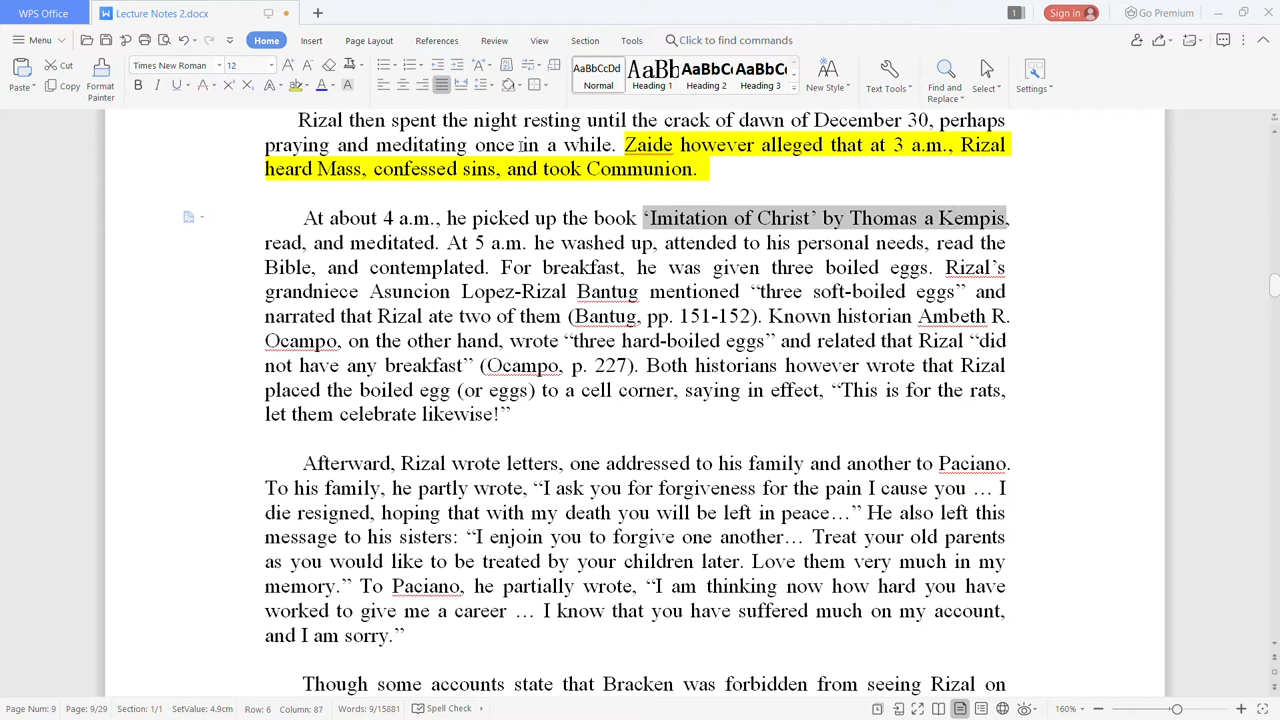 WPS Office
Lecture Notes 2.docx
1
Sign in
Go Premium
Menu
Home
Insert
Page Layout
References
Review
View
Section
Tools
Click to find commands
Paste
Cut
Copy
Format Painter
Times New Roman
12
AaBbCcDd
Normal
AaBb
Heading 1
AaBbC
Heading 2
AaBbC
Heading 3
New Style
Text Tools
Find and Replace
Select
Settings
Rizal then spent the night resting until the crack of dawn of December 30, perhaps
praying and meditating once in a while. Zaide however alleged that at 3 a.m., Rizal
heard Mass, confessed sins, and took Communion.
At about 4 a.m., he picked up the book ‘Imitation of Christ’ by Thomas a Kempis,
read, and meditated. At 5 a.m. he washed up, attended to his personal needs, read the
Bible, and contemplated. For breakfast, he was given three boiled eggs. Rizal`s
grandniece Asuncion Lopez-Rizal Bantug mentioned “three soft-boiled eggs” and
narrated that Rizal ate two of them (Bantug, pp. 151-152). Known historian Ambeth R.
Ocampo, on the other hand, wrote “three hard-boiled eggs” and related that Rizal “did
not have any breakfast” (Ocampo, p. 227). Both historians however wrote that Rizal
placed the boiled egg (or eggs) to a cell corner, saying in effect, “This is for the rats,
let them celebrate likewise!”
Afterward, Rizal wrote letters, one addressed to his family and another to Paciano.
To his family, he partly wrote, “I ask you for forgiveness for the pain I cause you … I
die resigned, hoping that with my death you will be left in peace…” He also left this
message to his sisters: “I enjoin you to forgive one another… Treat your old parents
as you would like to be treated by your children later. Love them very much in my
memory.” To Paciano, he partially wrote, “I am thinking now how hard you have
worked to give me a career … I know that you have suffered much on my account,
and I am sorry.”
Though some accounts state that Bracken was forbidden from seeing Rizal on
Page Num: 9
Page: 9/29
Section: 1/1
SetValue: 4.9cm
Row: 6
Column: 87
Words: 9/15881
Spell Check
160%